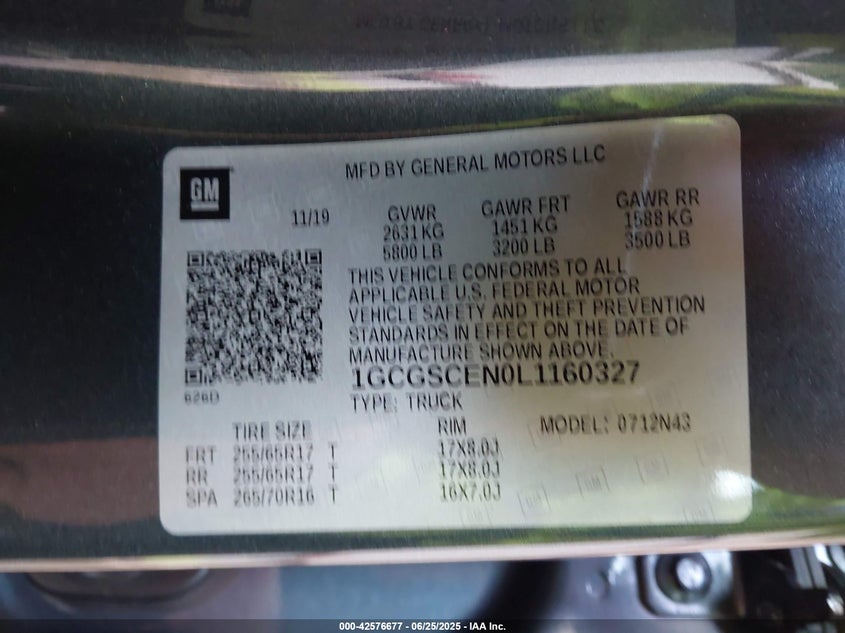 MFD BY GENERAL MOTORS LLC
GM
11/19
GVWR GAWR FRT GAWR RR
2631 KG 1451 KG 1588 KG
5800 LB 3200 LB 3500 LB
THIS VEHICLE CONFORMS TO ALL
APPLICABLE U.S. FEDERAL MOTOR
VEHICLE SAFETY AND THEFT PREVENTION
STANDARDS IN EFFECT ON THE DATE OF
MANUFACTURE SHOWN ABOVE.
1GCGSCEN0L1160327
626D
TYPE: TRUCK
TIRE SIZE RIM MODEL: 0712N43
FRT 255/65R17 T 17X8.0J
RR 255/65R17 T 17X8.0J
SPA 265/70R16 T 16X7.0J
000-42576677 - 06/25/2025 - IAA Inc.